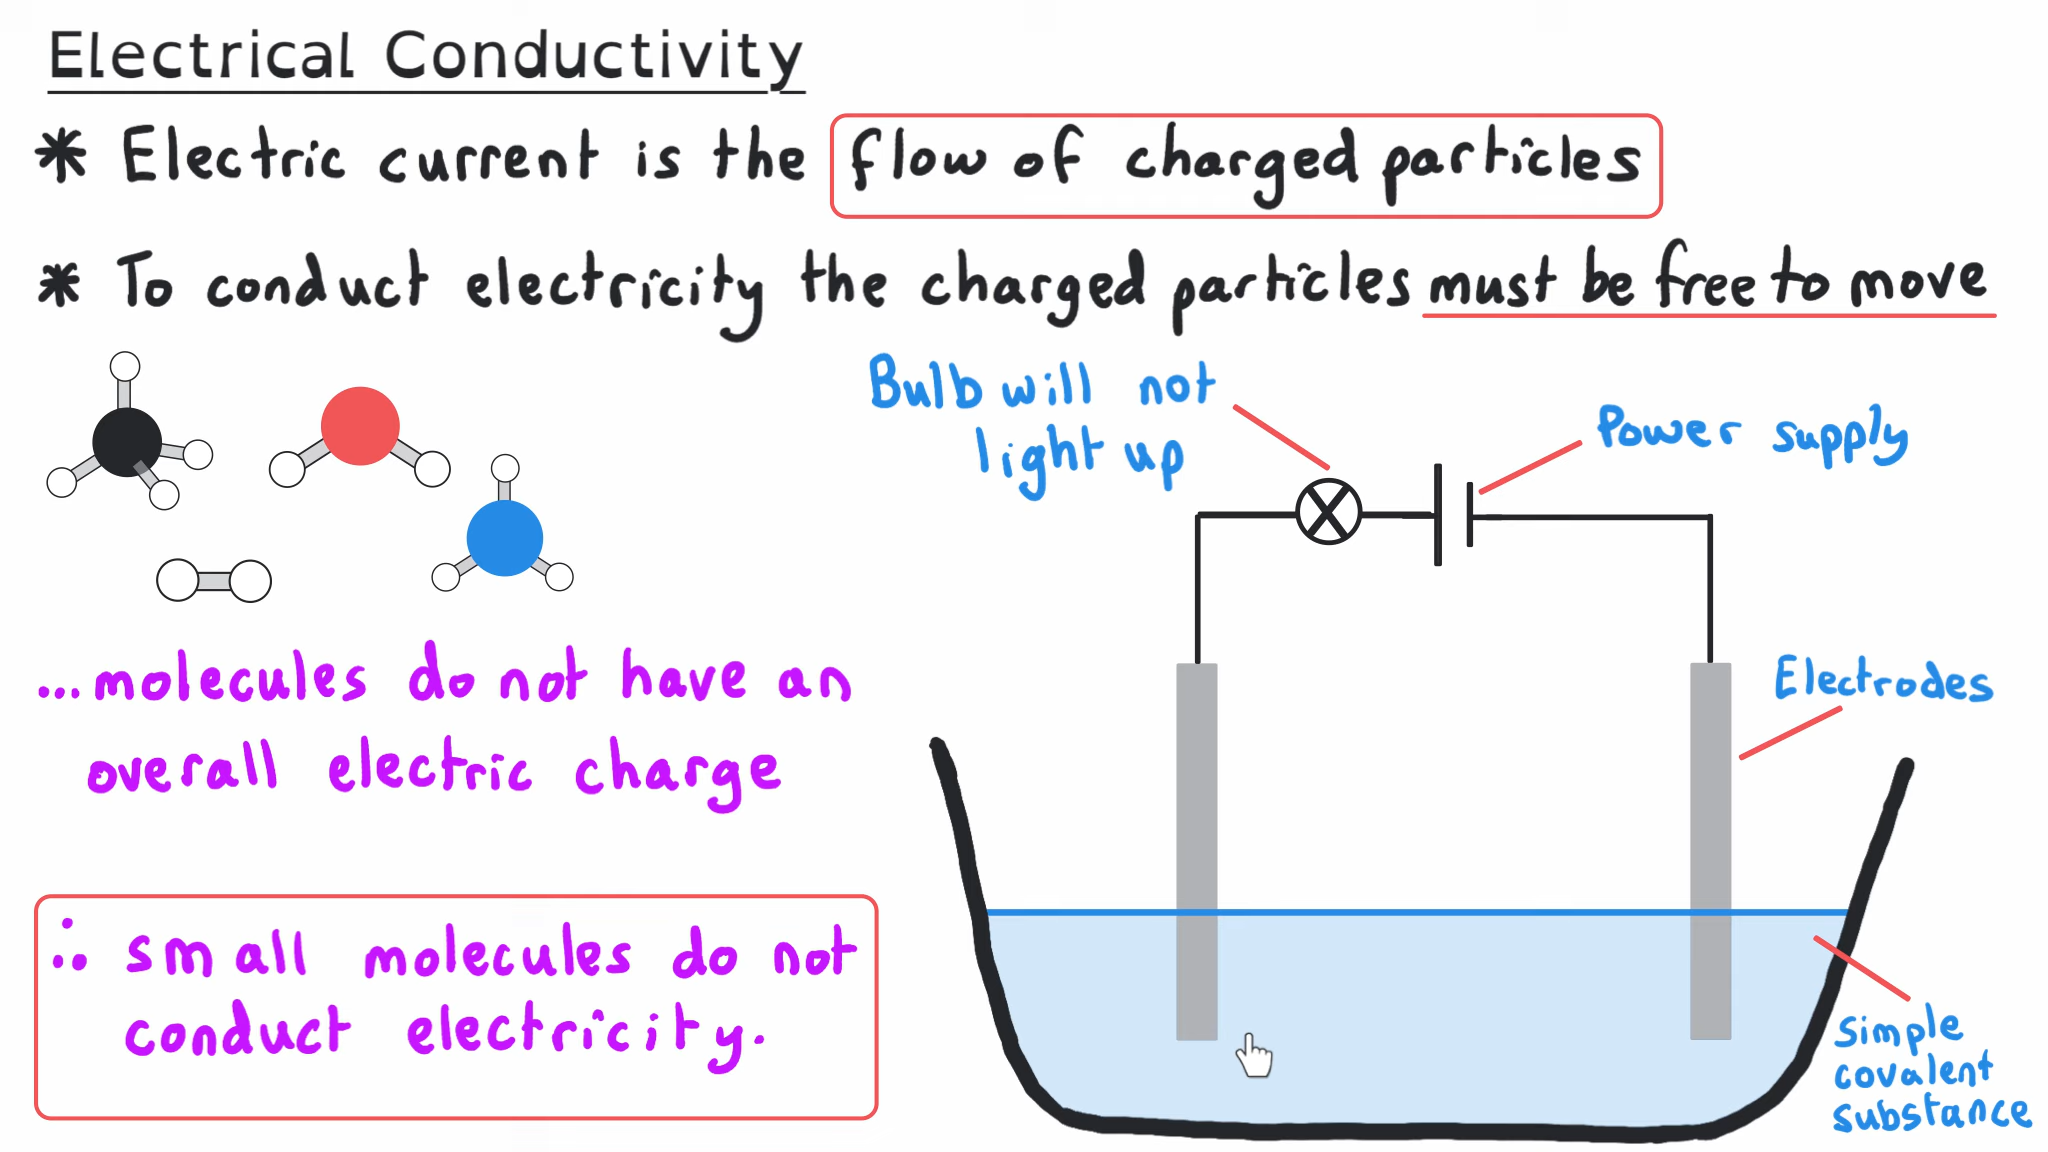 Electrical Conductivity
* Electric current is the flow of charged particles
* To conduct electricity the charged particles must be free to move
Bulb will not
light up
Power supply
...molecules do not have an
overall electric charge
Electrodes
∴ small molecules do not
conduct electricity.
Simple
covalent
substance